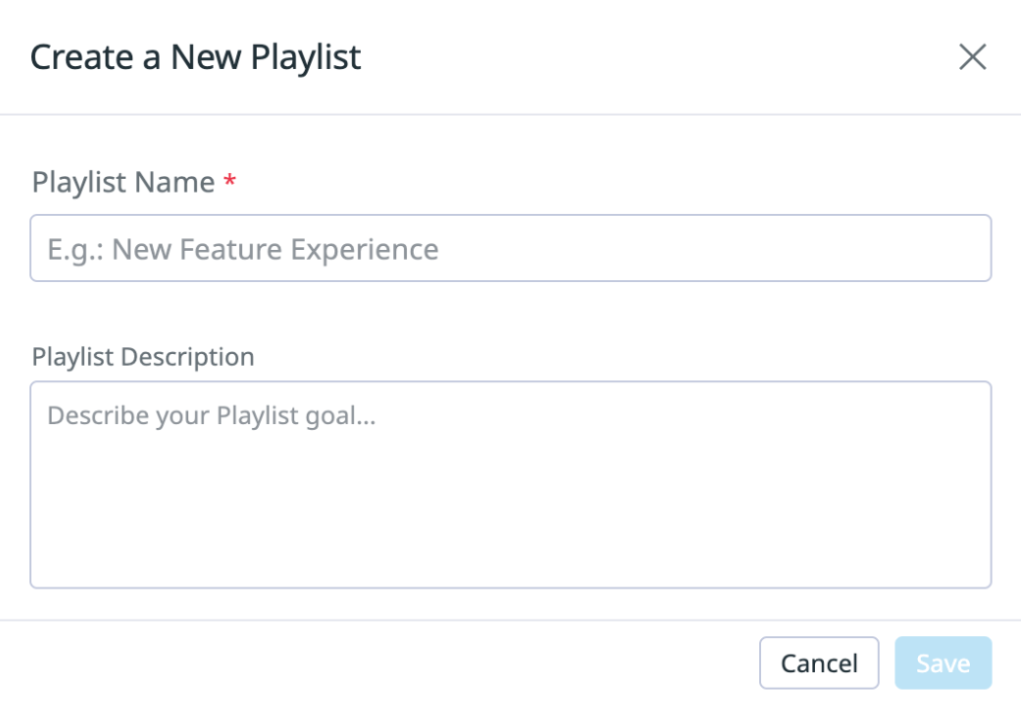 Create a New Playlist
Playlist Name *
E.g.: New Feature Experience
Playlist Description
Describe your Playlist goal...
Cancel Save